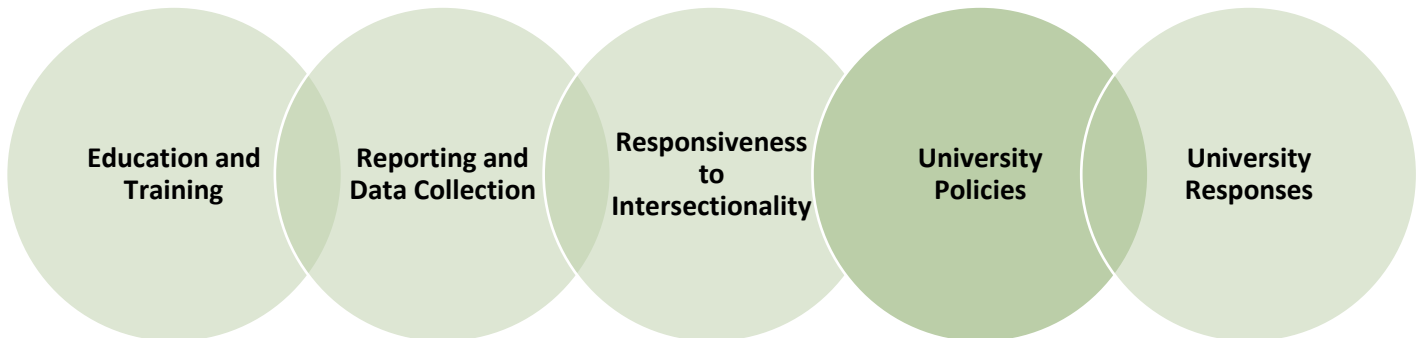 Education and
Training
Reporting and
Data Collection
Responsiveness
to
Intersectionality
University
Policies
University
Responses